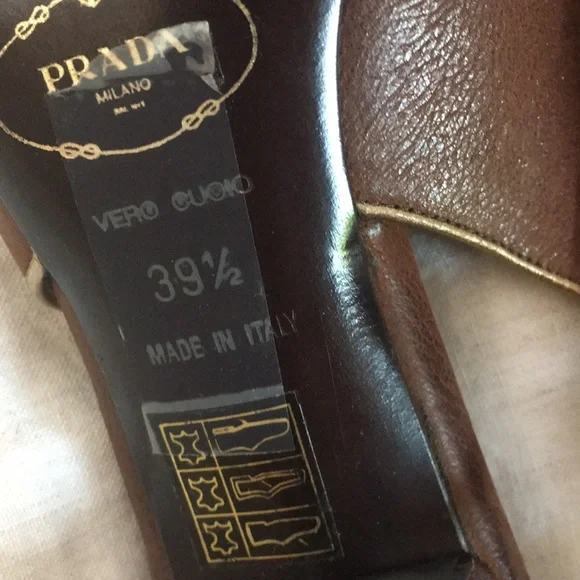 PRADA
MILANO
VERO CUOIO
39½
MADE IN ITALY